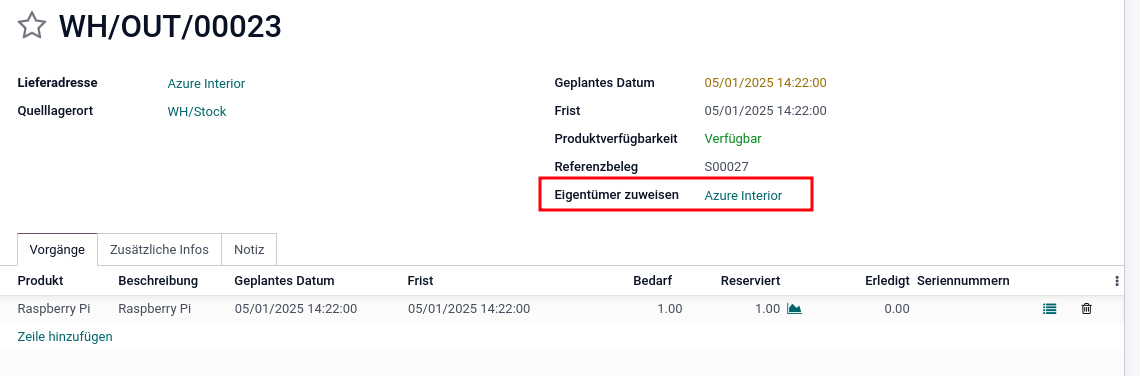 WH/OUT/00023
Lieferadresse Azure Interior
Quelllagerort WH/Stock
Geplantes Datum 05/01/2025 14:22:00
Frist 05/01/2025 14:22:00
Produktverfügbarkeit Verfügbar
Referenzbeleg S00027
Eigentümer zuweisen Azure Interior
Vorgänge Zusätzliche Infos Notiz
Produkt Beschreibung Geplantes Datum Frist Bedarf Reserviert Erledigt Seriennummern
Raspberry Pi Raspberry Pi 05/01/2025 14:22:00 05/01/2025 14:22:00 1.00 1.00 0.00
Zeile hinzufügen